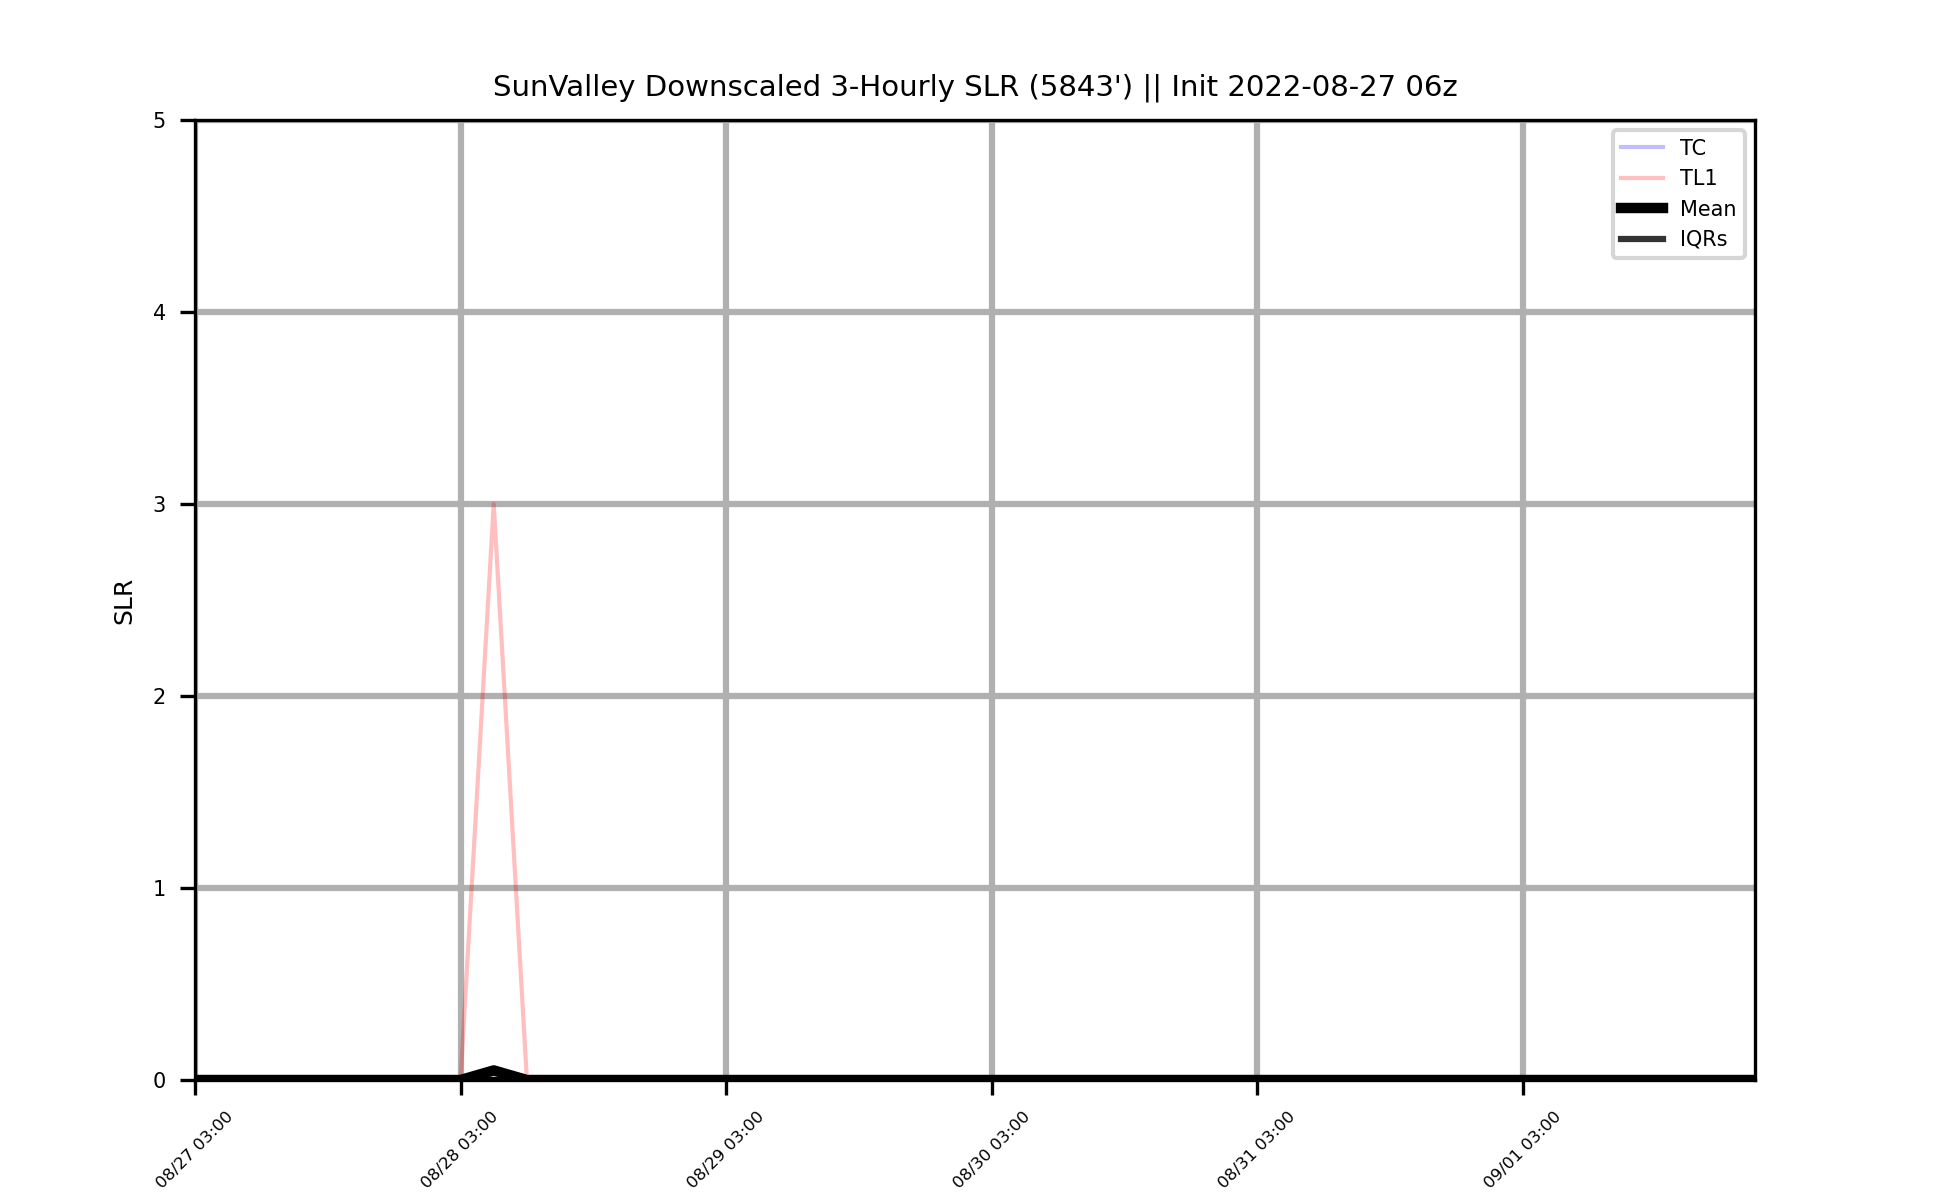 SunValley Downscaled 3-Hourly SLR (5843') || Init 2022-08-27 06z
5
4
3
2
1
0
SLR
TC
TL1
Mean
IQRs
08/27 03:00
08/28 03:00
08/29 03:00
08/30 03:00
08/31 03:00
09/01 03:00